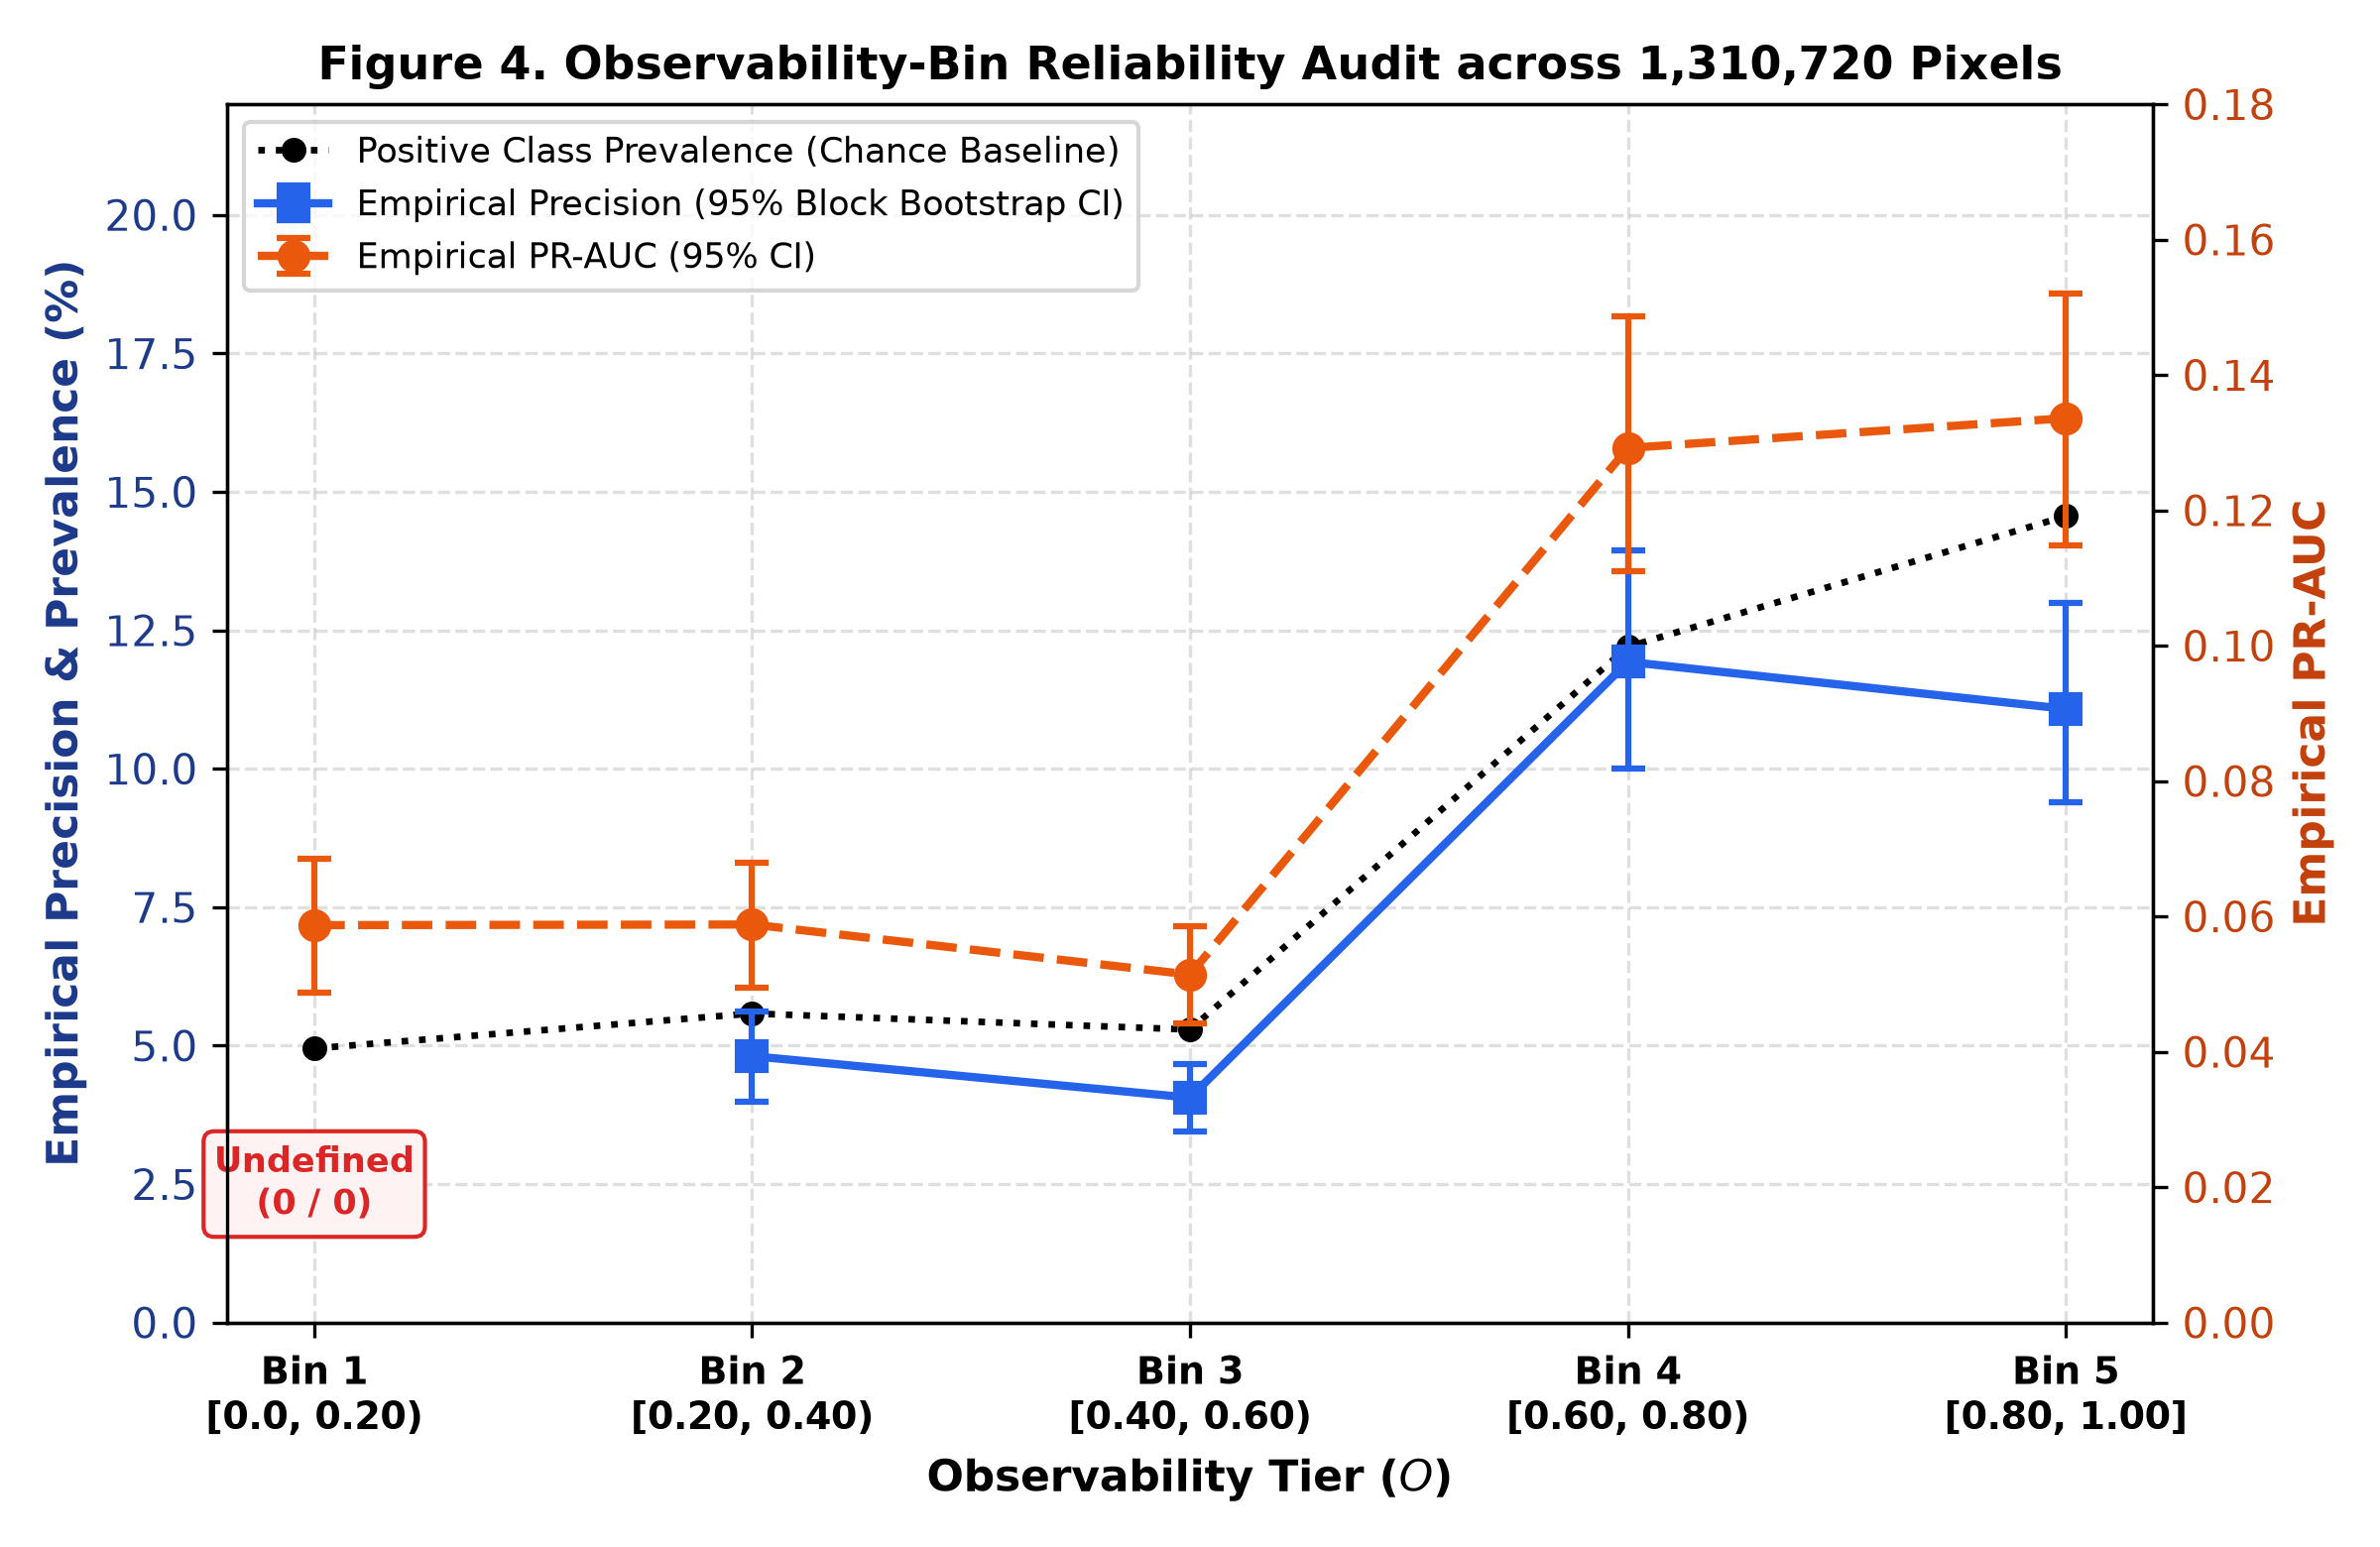 Figure 4. Observability-Bin Reliability Audit across 1,310,720 Pixels
Positive Class Prevalence (Chance Baseline)
Empirical Precision (95% Block Bootstrap CI)
Empirical PR-AUC (95% CI)
Empirical Precision & Prevalence (%)
20.0
17.5
15.0
12.5
10.0
7.5
5.0
2.5
0.0
Undefined
(0 / 0)
0.18
0.16
0.14
0.12
0.10
0.08
0.06
0.04
0.02
0.00
Empirical PR-AUC
Bin 1
[0.0, 0.20)
Bin 2
[0.20, 0.40)
Bin 3
[0.40, 0.60)
Bin 4
[0.60, 0.80)
Bin 5
[0.80, 1.00]
Observability Tier (O)